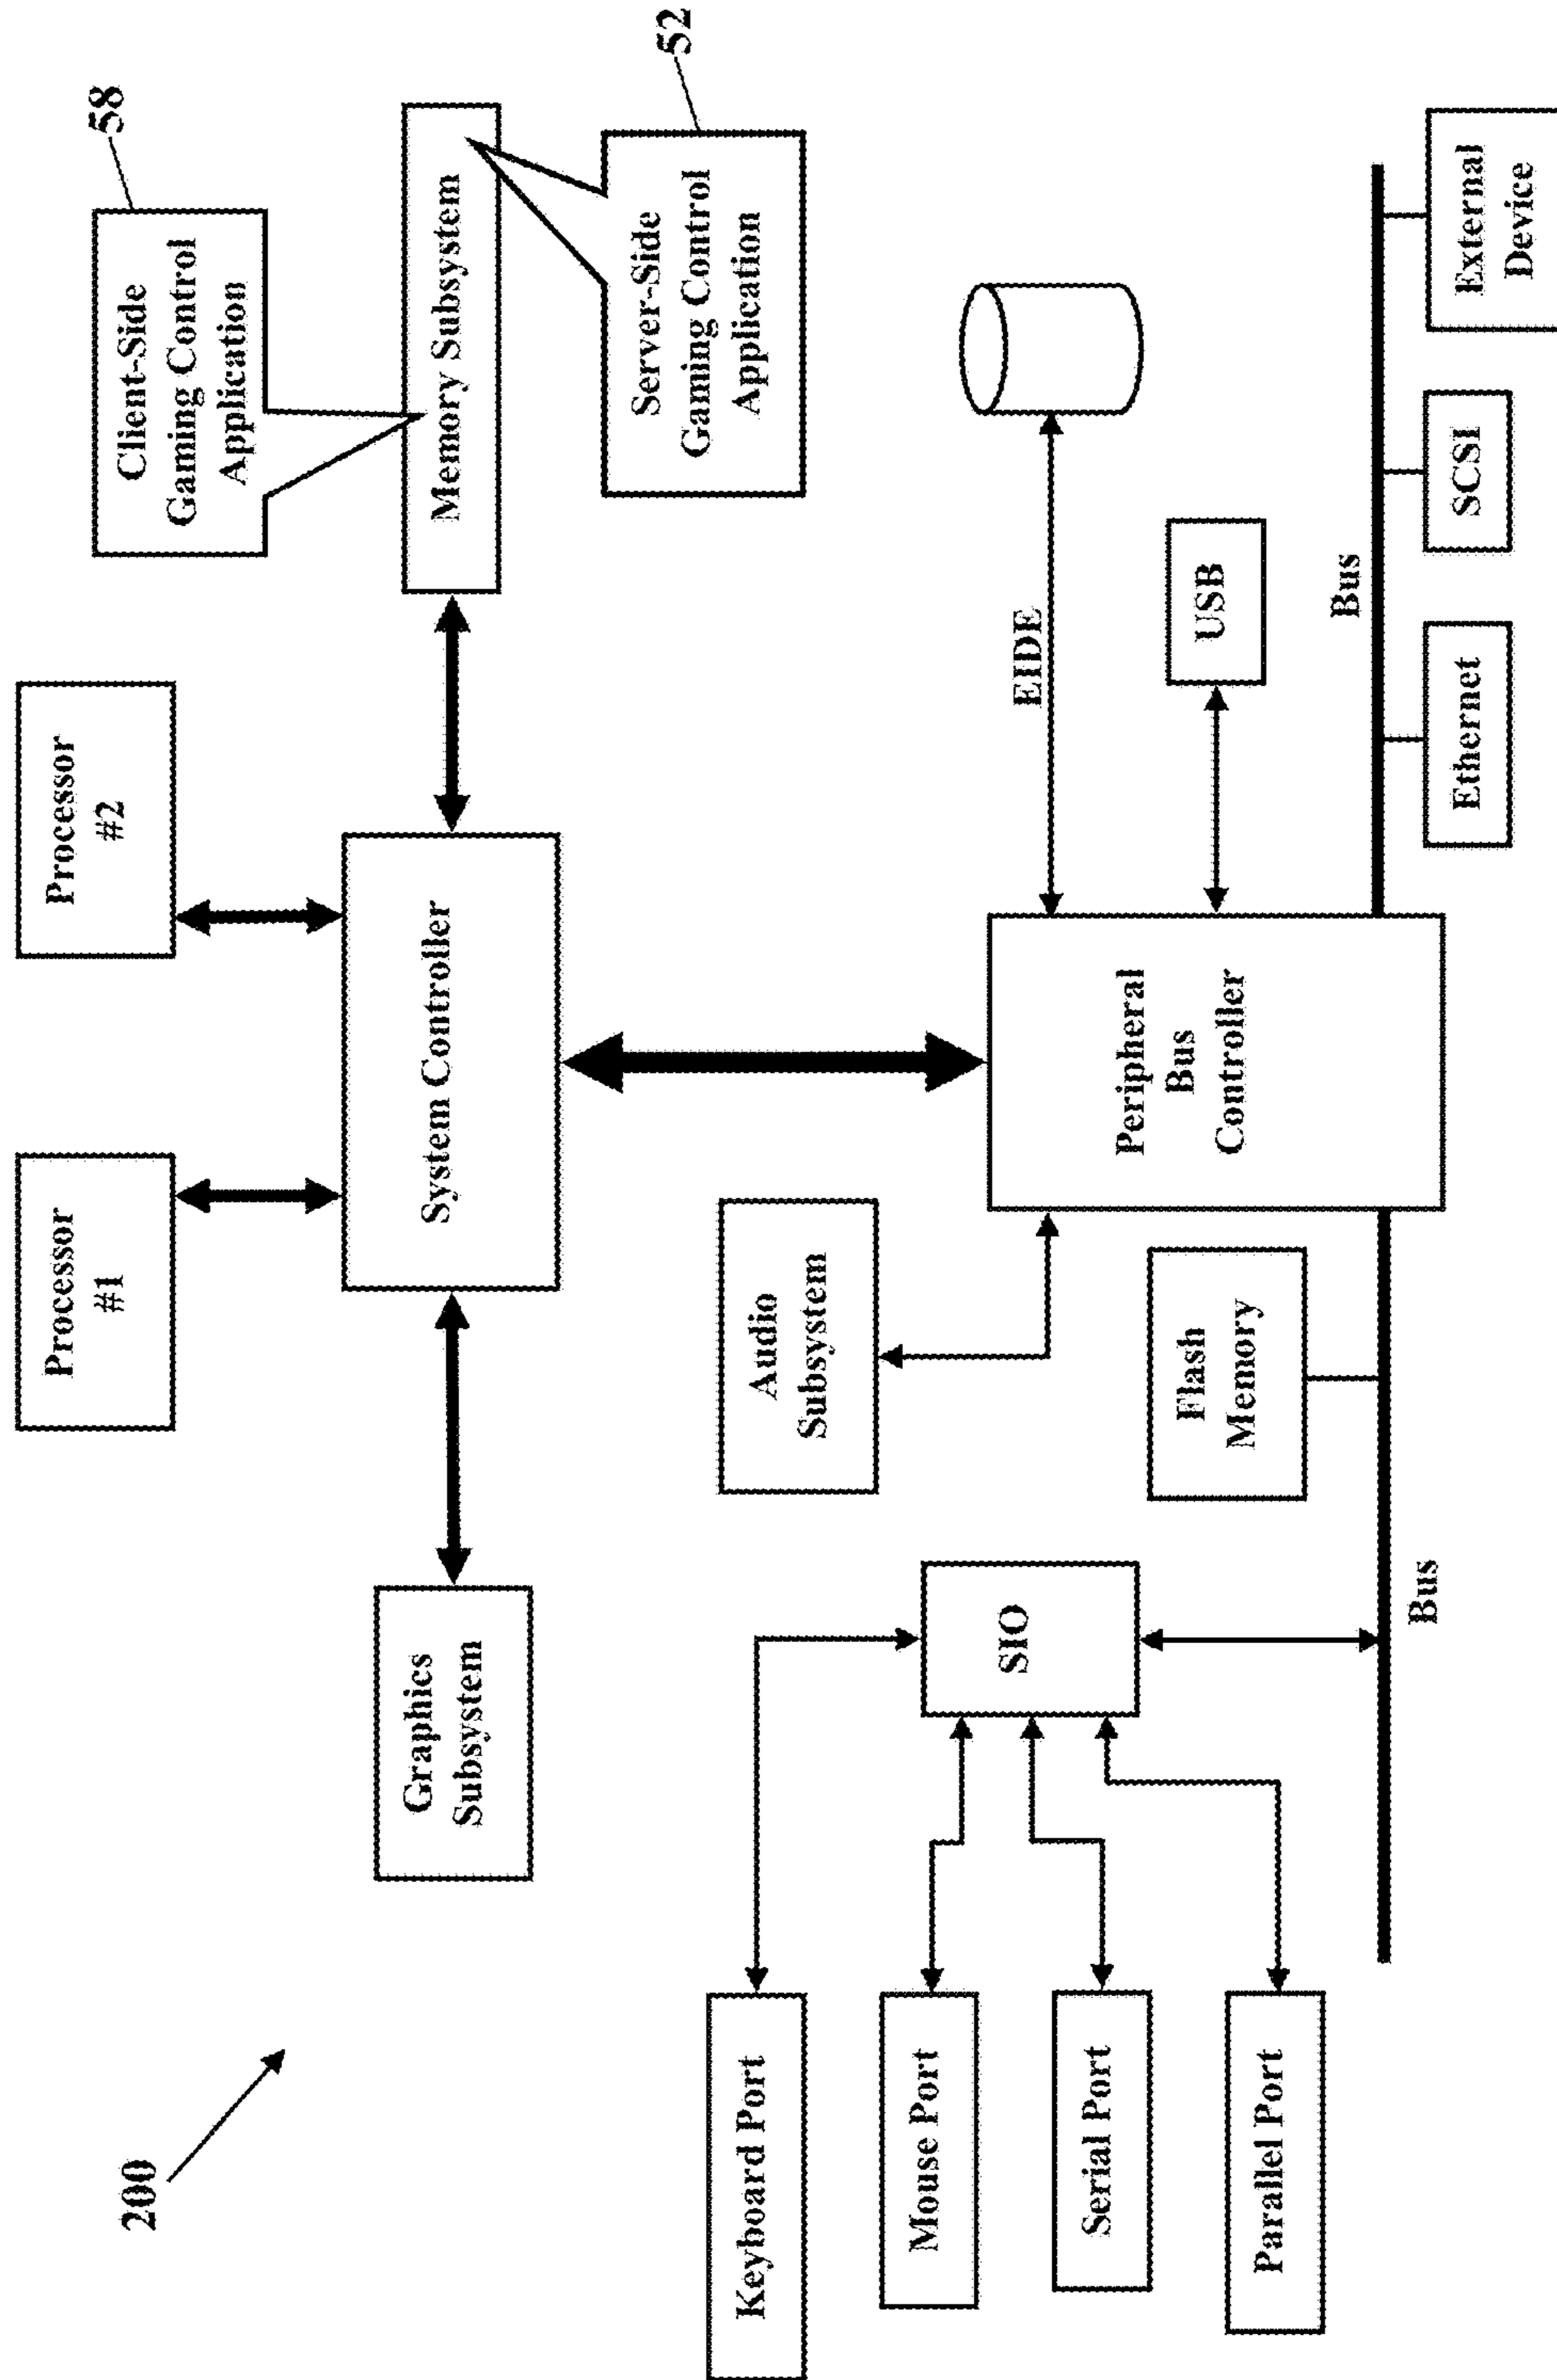 200
58
Client-Side
Gaming Control
Application
Processor
#1
Processor
#2
Graphics
Subsystem
System Controller
Memory Subsystem
52
Server-Side
Gaming Control
Application
Keyboard Port
Mouse Port
Serial Port
Parallel Port
SIO
Audio
Subsystem
Flash
Memory
Peripheral
Bus
Controller
EIDE
USB
Bus
Bus
Ethernet
SCSI
External
Device